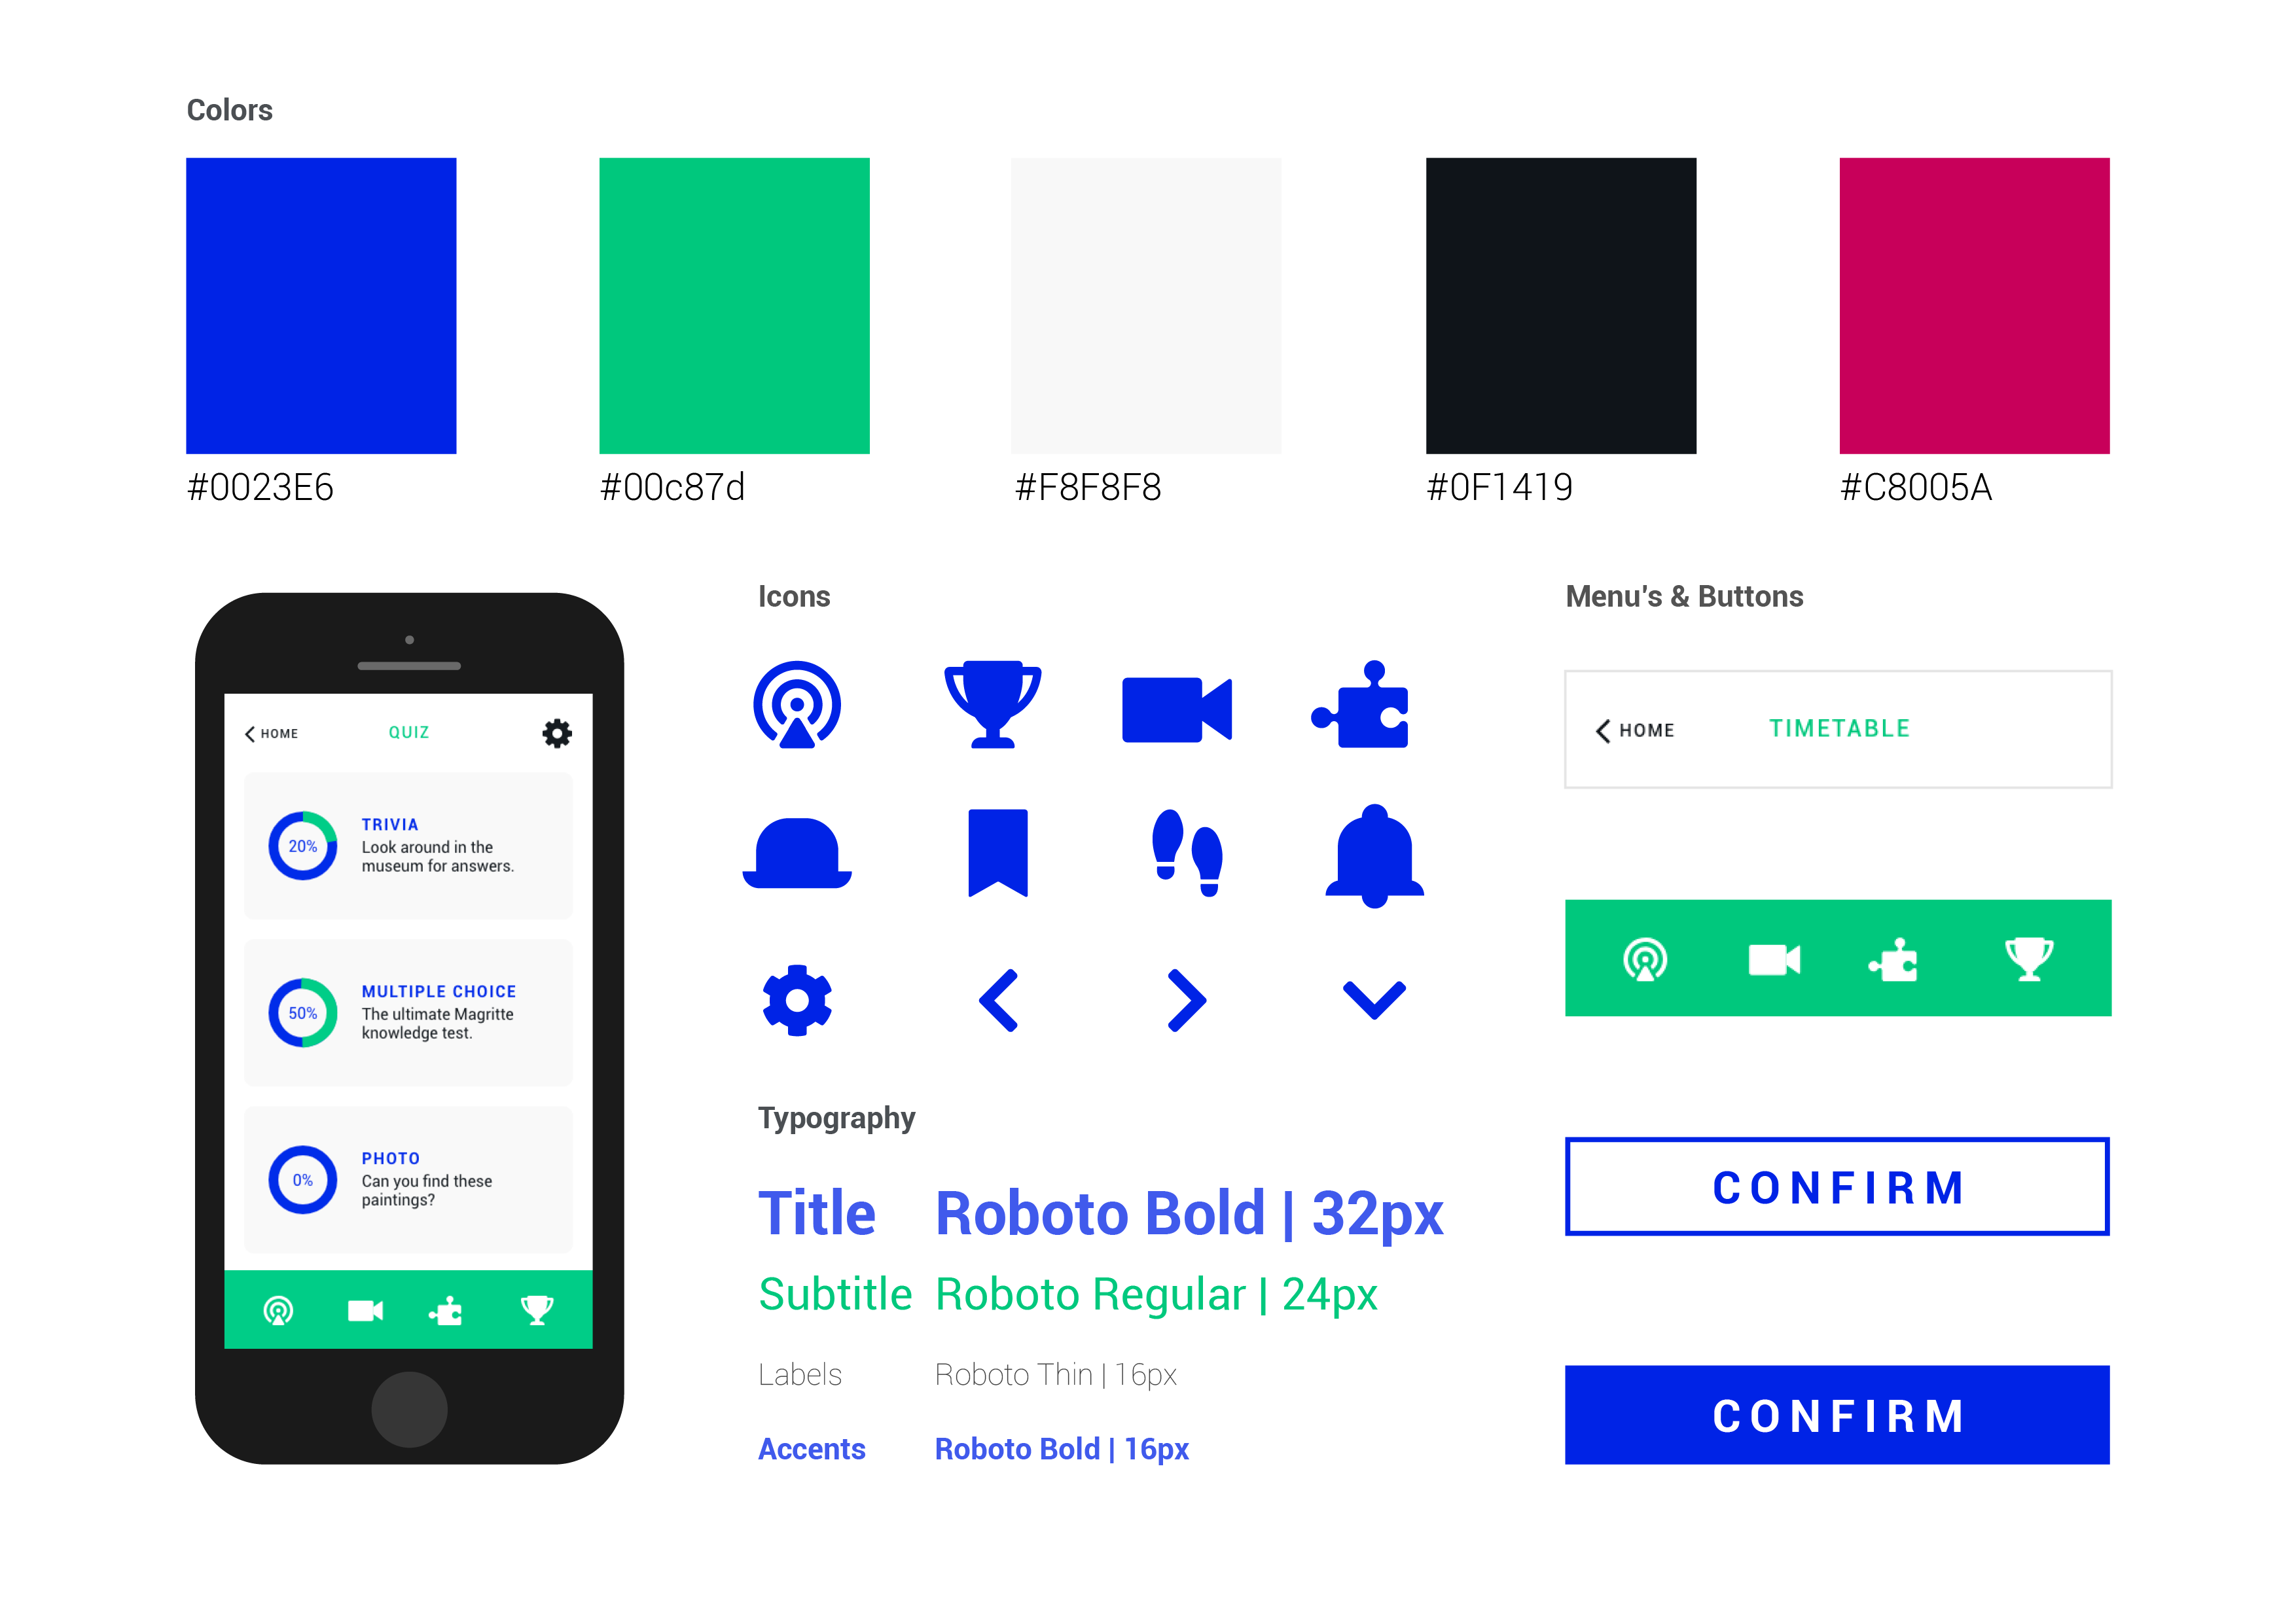 Colors
#0023E6
#00c87d
#F8F8F8
#0F1419
#C8005A
HOME
QUIZ
20%
TRIVIA
Look around in the
museum for answers.
50%
MULTIPLE CHOICE
The ultimate Magritte
knowledge test.
0%
PHOTO
Can you find these
paintings?
Icons
Typography
Title Roboto Bold | 32px
Subtitle Roboto Regular | 24px
Labels Roboto Thin | 16px
Accents Roboto Bold | 16px
Menu's & Buttons
HOME
TIMETABLE
CONFIRM
CONFIRM